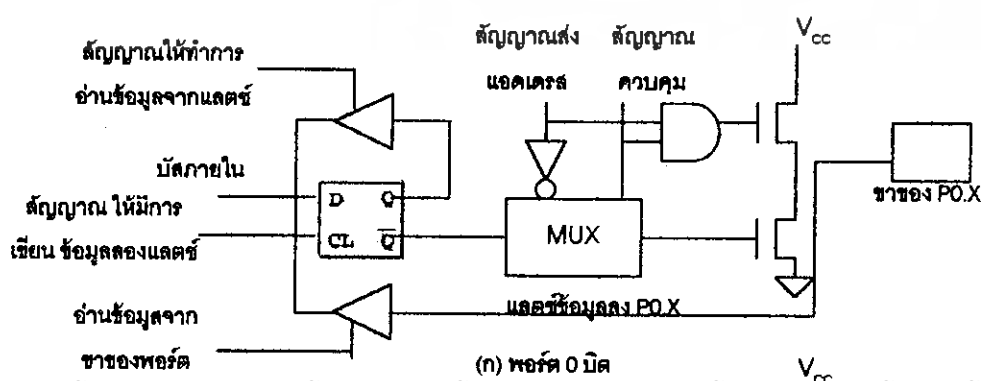 สัญญาณให้ทำการ
อ่านข้อมูลจากแลตช์
สัญญาณส่ง
แอดเดรส
สัญญาณ
ควบคุม
Vcc
บัสภายใน
สัญญาณ ให้มีการ
เขียน ข้อมูลลองแลตช์
D Q
CL Q
MUX
ขาของ P0.X
แลตช์ข้อมูลลง P0.X
อ่านข้อมูลจาก
ขาของพอร์ต
(ก) พอร์ต 0 บิต
Vcc